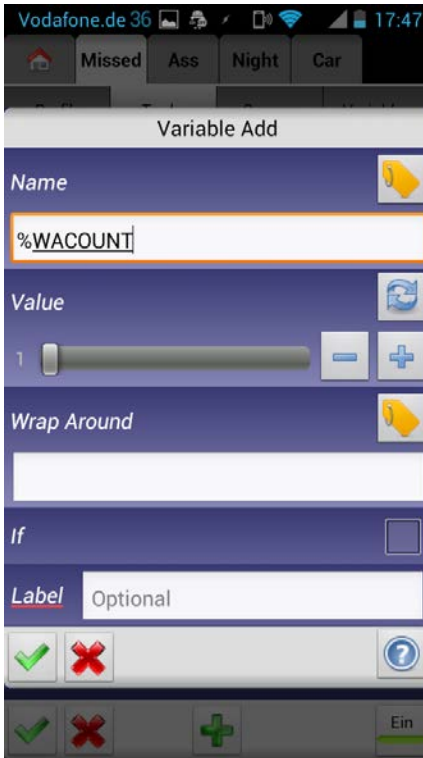 Vodafone.de 36 17:47
Missed Ass Night Car
Variable Add
Name
%WACOUNT
Value
1
Wrap Around
If
Label Optional
Ein